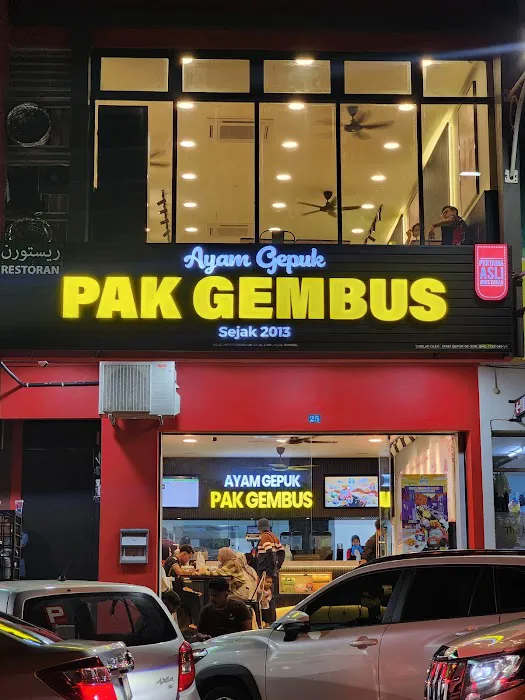 ريستورن
RESTORAN
Ayam Gepuk
PAK GEMBUS
Sejak 2013
PERTAMA
ASLI
25
AYAM GEPUK
PAK GEMBUS
P
AXIA